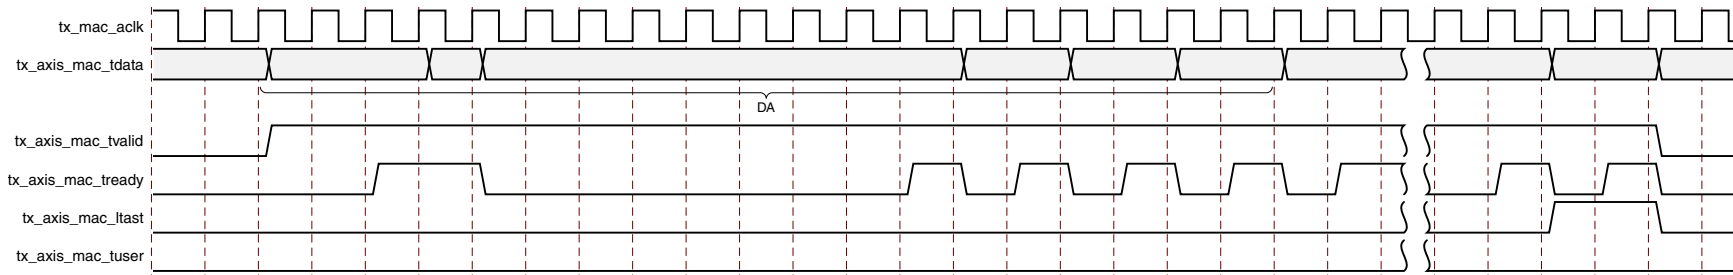 tx_mac_aclk
tx_axis_mac_tdata
DA
tx_axis_mac_tvalid
tx_axis_mac_tready
tx_axis_mac_ltast
tx_axis_mac_tuser